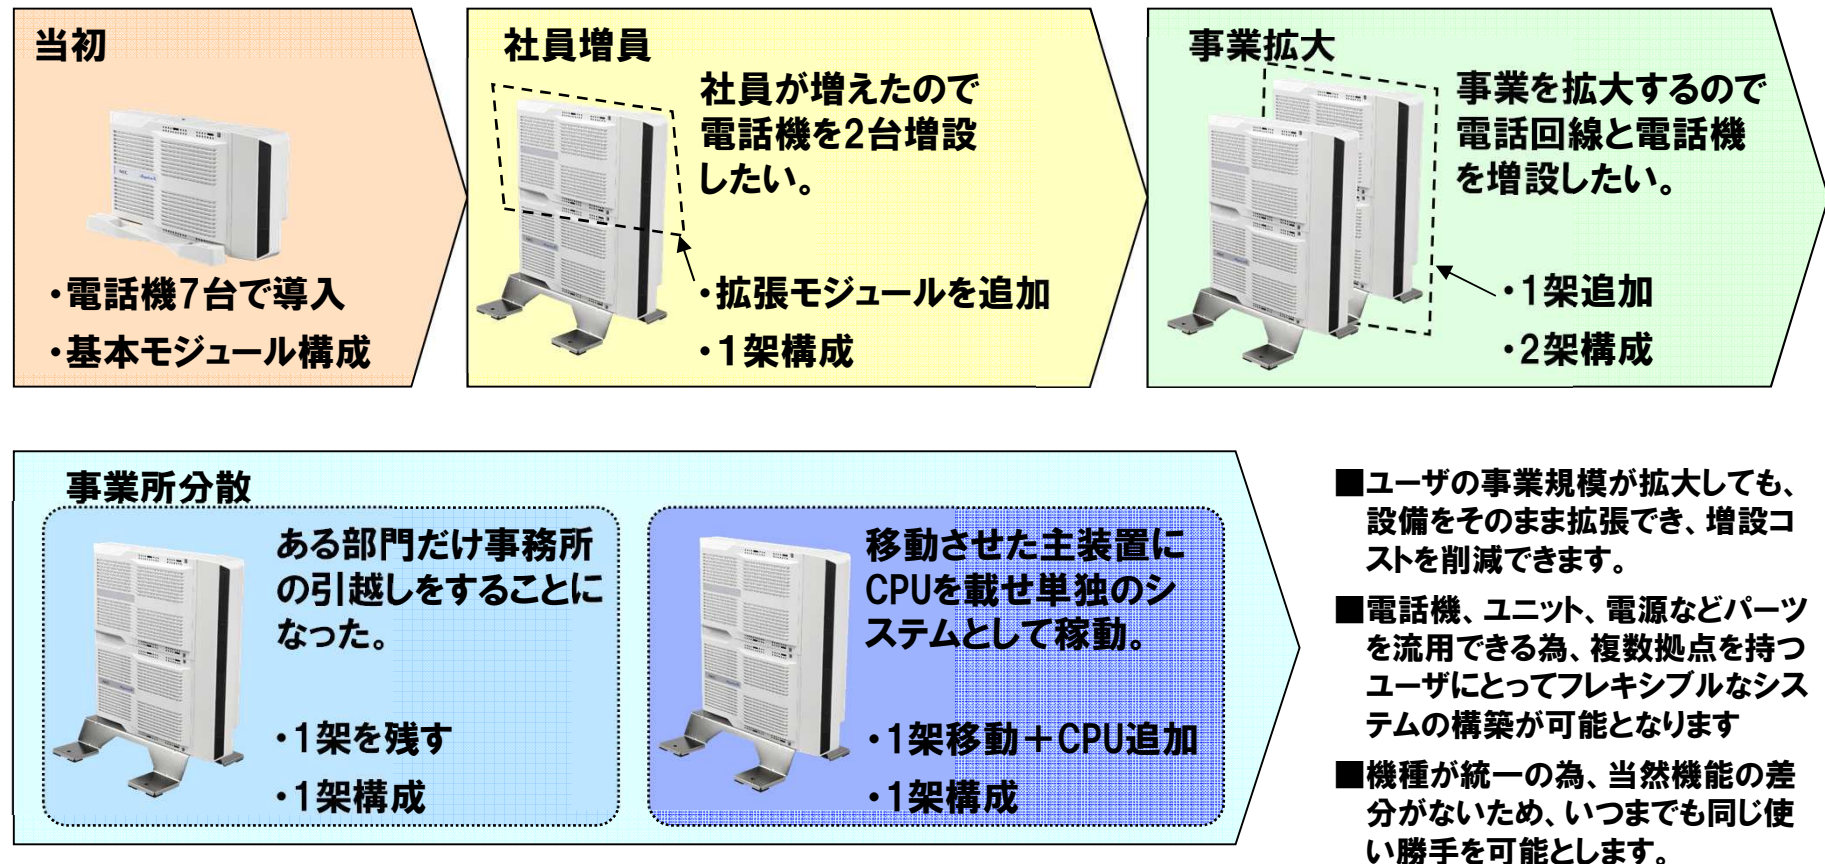 当初
・電話機7台で導入
・基本モジュール構成
社員増員
社員が増えたので
電話機を2台増設
したい。
・拡張モジュールを追加
・1架構成
事業拡大
事業を拡大するので
電話回線と電話機
を増設したい。
・1架追加
・2架構成
事業所分散
ある部門だけ事務所
の引越しをすることに
なった。
・1架を残す
・1架構成
移動させた主装置に
CPUを載せ単独のシ
ステムとして稼動。
・1架移動＋CPU追加
・1架構成
■ユーザの事業規模が拡大しても、
設備をそのまま拡張でき、増設コ
ストを削減できます。
■電話機、ユニット、電源などパーツ
を流用できる為、複数拠点を持つ
ユーザにとってフレキシブルなシス
テムの構築が可能となります
■機種が統一の為、当然機能の差
分がないため、いつまでも同じ使
い勝手を可能とします。